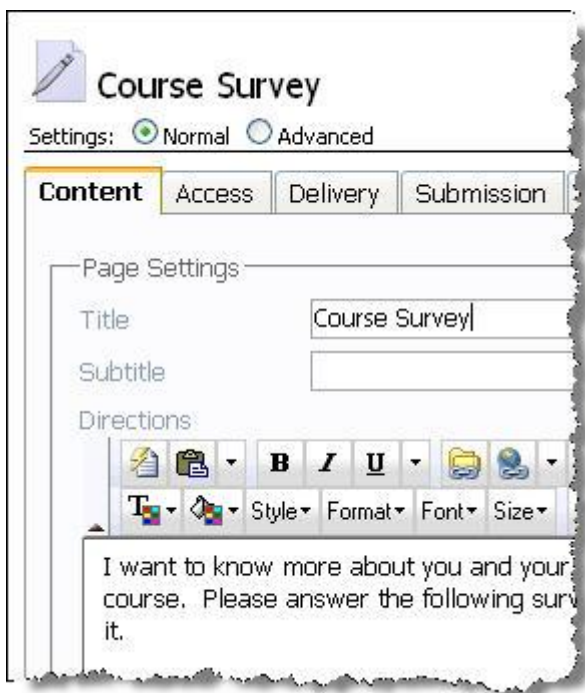 Course Survey
Settings: Normal Advanced
Content Access Delivery Submission
Page Settings
Title Course Survey
Subtitle
Directions
B I U
T Style Format Font Size
I want to know more about you and your
course. Please answer the following surv
it.